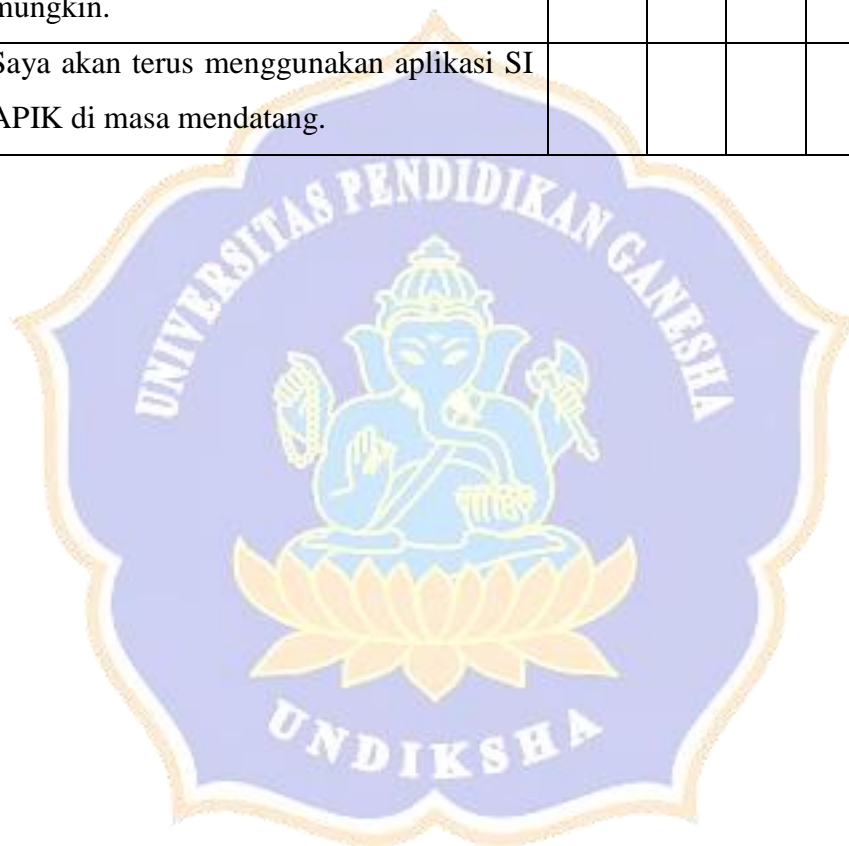 mungkin.
Saya akan terus menggunakan aplikasi SI
APIK di masa mendatang.
UNIVERSITAS PENDIDIKAN GANESHA
UNDIKSHA